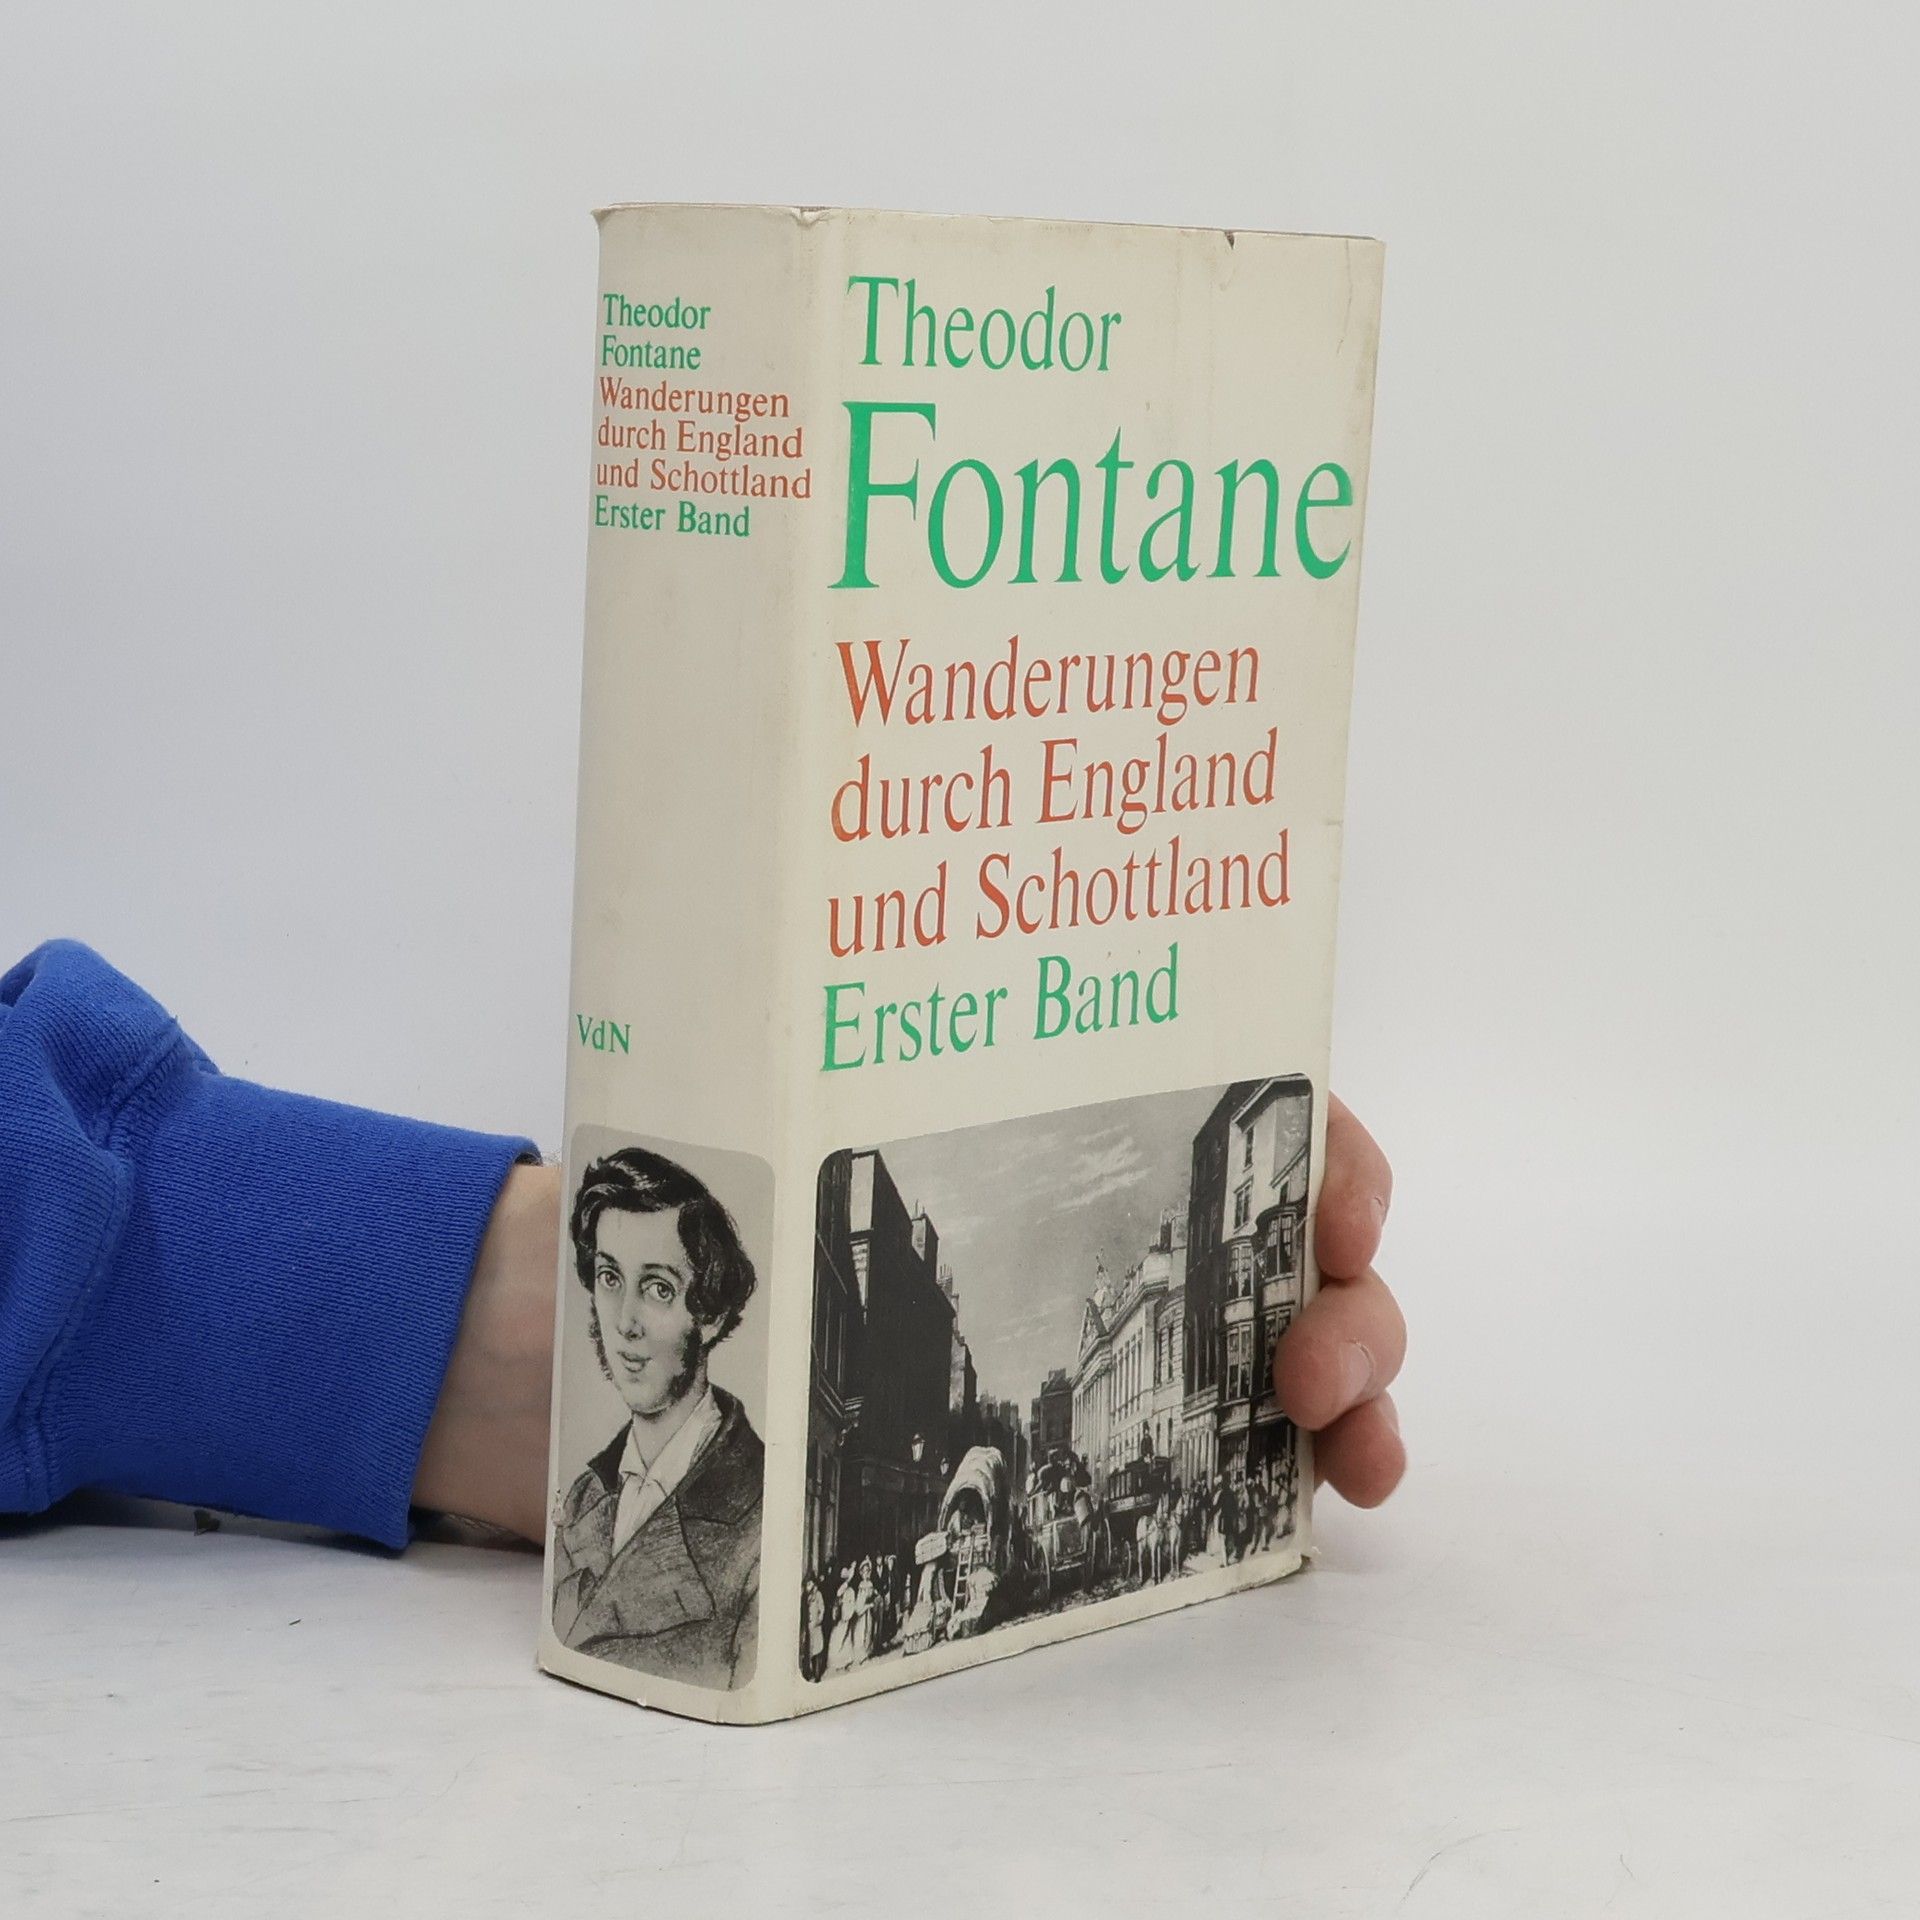 Theodor
Fontane
Wanderungen
durch England
und Schottland
Erster Band
VdN
Theodor
Fontane
Wanderungen
durch England
und Schottland
Erster Band